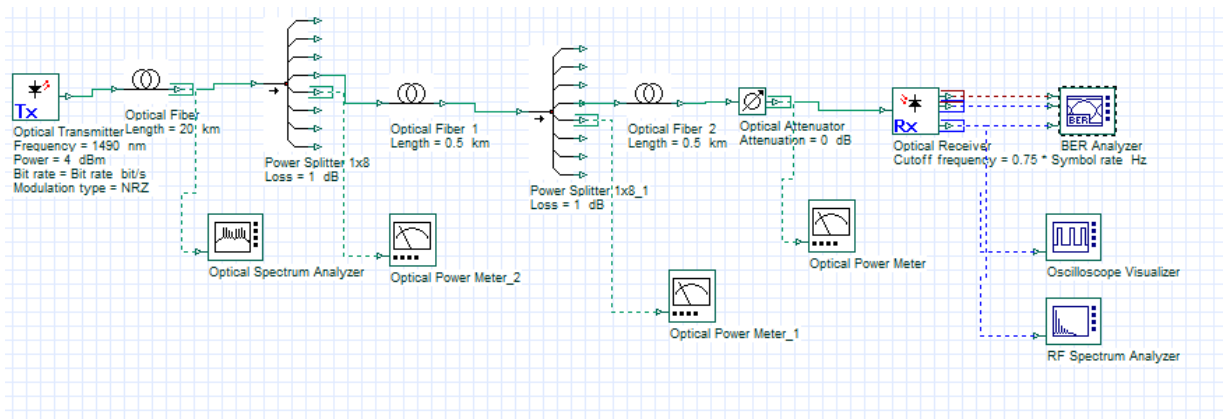 Tx
Optical Transmitter
Frequency = 1490 nm
Power = 4 dBm
Bit rate = Bit rate bit/s
Modulation type = NRZ
Optical Fiber
Length = 20 km
Optical Spectrum Analyzer
Power Splitter 1x8
Loss = 1 dB
Optical Power Meter_2
Optical Fiber 1
Length = 0.5 km
Power Splitter 1x8_1
Loss = 1 dB
Optical Power Meter_1
Optical Fiber 2
Length = 0.5 km
Optical Attenuator
Attenuation = 0 dB
Optical Power Meter
Rx
Optical Receiver
Cutoff frequency = 0.75 * Symbol rate Hz
BER
BER Analyzer
Oscilloscope Visualizer
RF Spectrum Analyzer